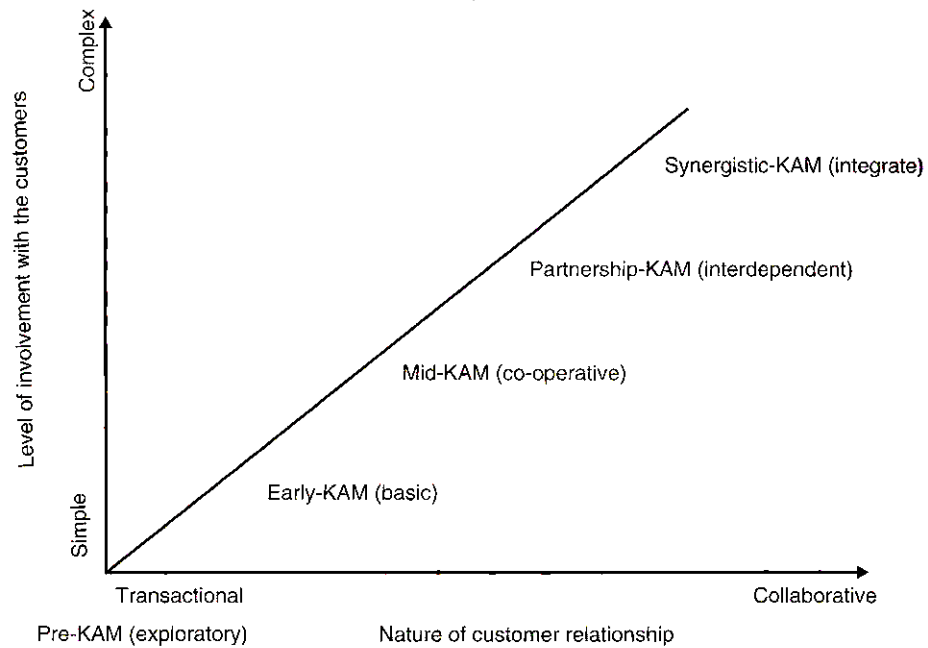 Complex
Level of involvement with the customers
Simple
Synergistic-KAM (integrate)
Partnership-KAM (interdependent)
Mid-KAM (co-operative)
Early-KAM (basic)
Transactional
Collaborative
Pre-KAM (exploratory)
Nature of customer relationship